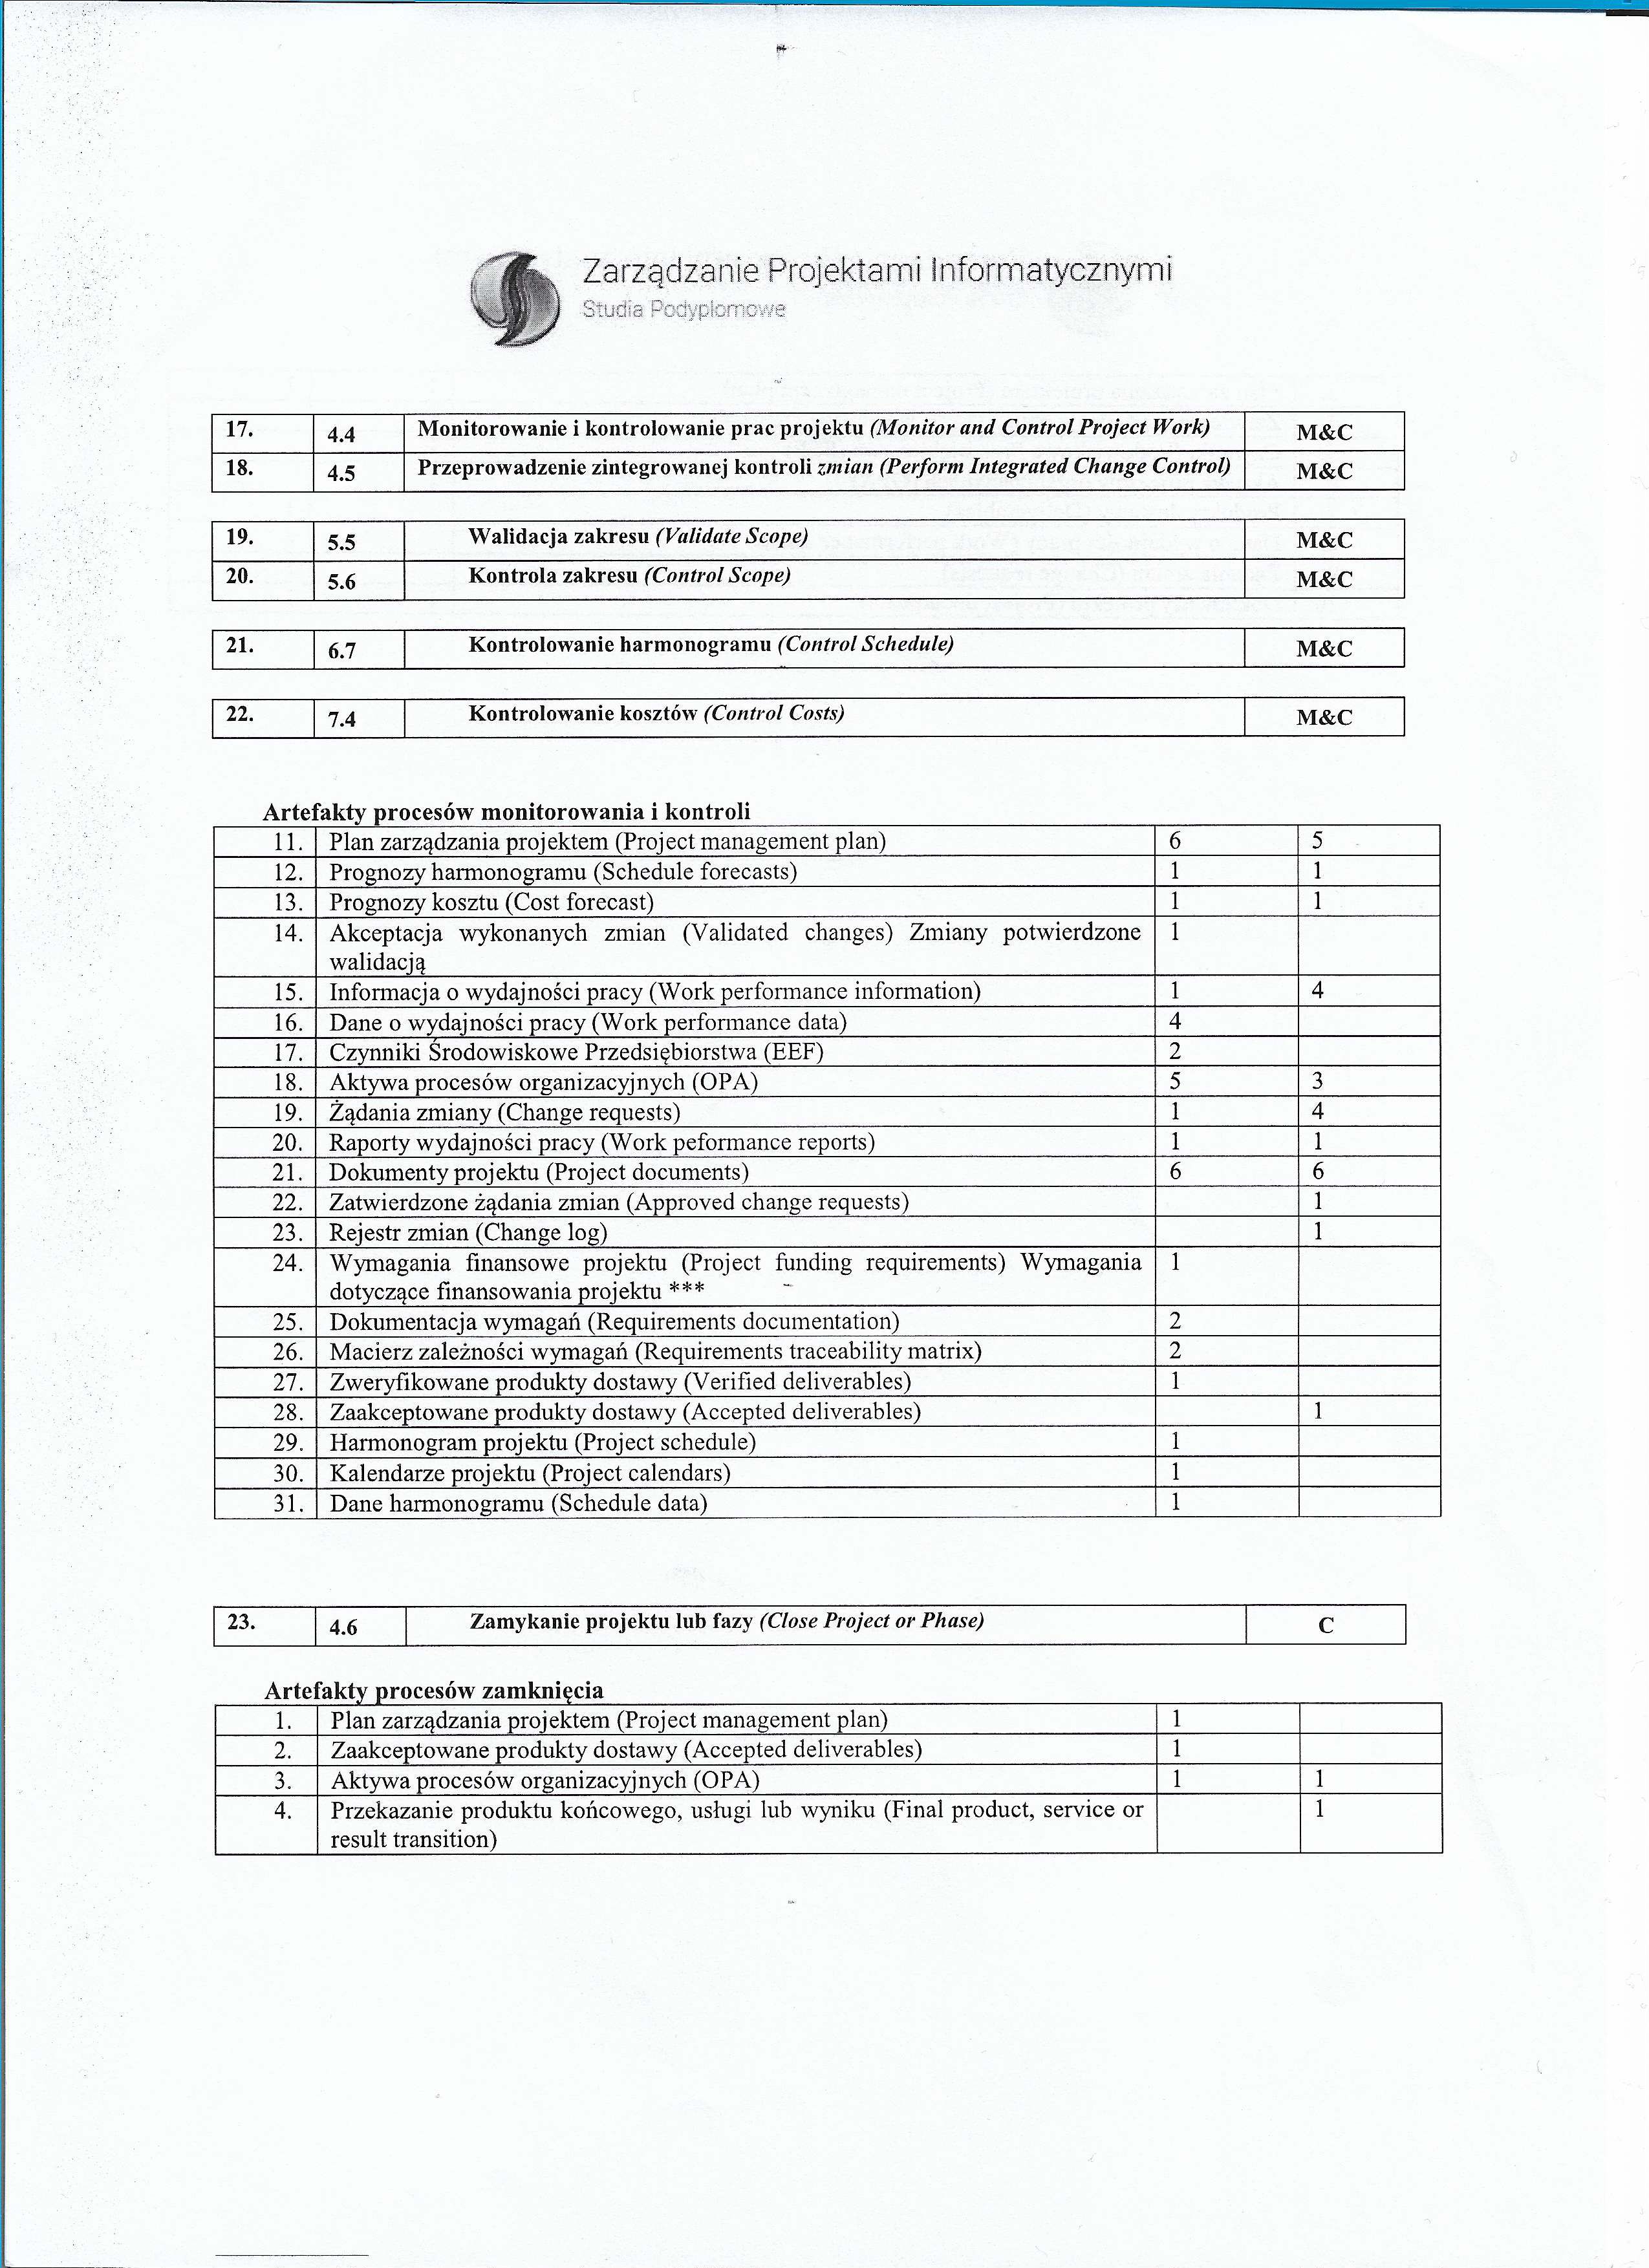 Zarządzanie Projektami Informatycznymi
Studia Podyplomowe
17. 4.4 Monitorowanie i kontrolowanie prac projektu (Monitor and Control Project Work) M&C
18. 4.5 Przeprowadzenie zintegrowanej kontroli zmian (Perform Integrated Change Control) M&C
19. 5.5 Walidacja zakresu (Validate Scope) M&C
20. 5.6 Kontrola zakresu (Control Scope) M&C
21. 6.7 Kontrolowanie harmonogramu (Control Schedule) M&C
22. 7.4 Kontrolowanie kosztów (Control Costs) M&C
Artefakty procesów monitorowania i kontroli
11. Plan zarządzania projektem (Project management plan) 6 5
12. Prognozy harmonogramu (Schedule forecasts) 1 1
13. Prognozy kosztu (Cost forecast) 1 1
14. Akceptacja wykonanych zmian (Validated changes) Zmiany potwierdzone 1
walidacją
15. Informacja o wydajności pracy (Work performance information) 1 4
16. Dane o wydajności pracy (Work performance data) 4
17. Czynniki Środowiskowe Przedsiębiorstwa (EEF) 2
18. Aktywa procesów organizacyjnych (OPA) 5 3
19. Żądania zmiany (Change requests) 1 4
20. Raporty wydajności pracy (Work peformance reports) 1 1
21. Dokumenty projektu (Project documents) 6 6
22. Zatwierdzone żądania zmian (Approved change requests) 1
23. Rejestr zmian (Change log) 1
24. Wymagania finansowe projektu (Project funding requirements) Wymagania 1
dotyczące finansowania projektu ***
25. Dokumentacja wymagań (Requirements documentation) 2
26. Macierz zależności wymagań (Requirements traceability matrix) 2
27. Zweryfikowane produkty dostawy (Verified deliverables) 1
28. Zaakceptowane produkty dostawy (Accepted deliverables) 1
29. Harmonogram projektu (Project schedule) 1
30. Kalendarze projektu (Project calendars) 1
31. Dane harmonogramu (Schedule data) 1
23. 4.6 Zamykanie projektu lub fazy (Close Project or Phase) C
Artefakty procesów zamknięcia
1. Plan zarządzania projektem (Project management plan) 1
2. Zaakceptowane produkty dostawy (Accepted deliverables) 1
3. Aktywa procesów organizacyjnych (OPA) 1 1
4. Przekazanie produktu końcowego, usługi lub wyniku (Final product, service or 1
result transition)